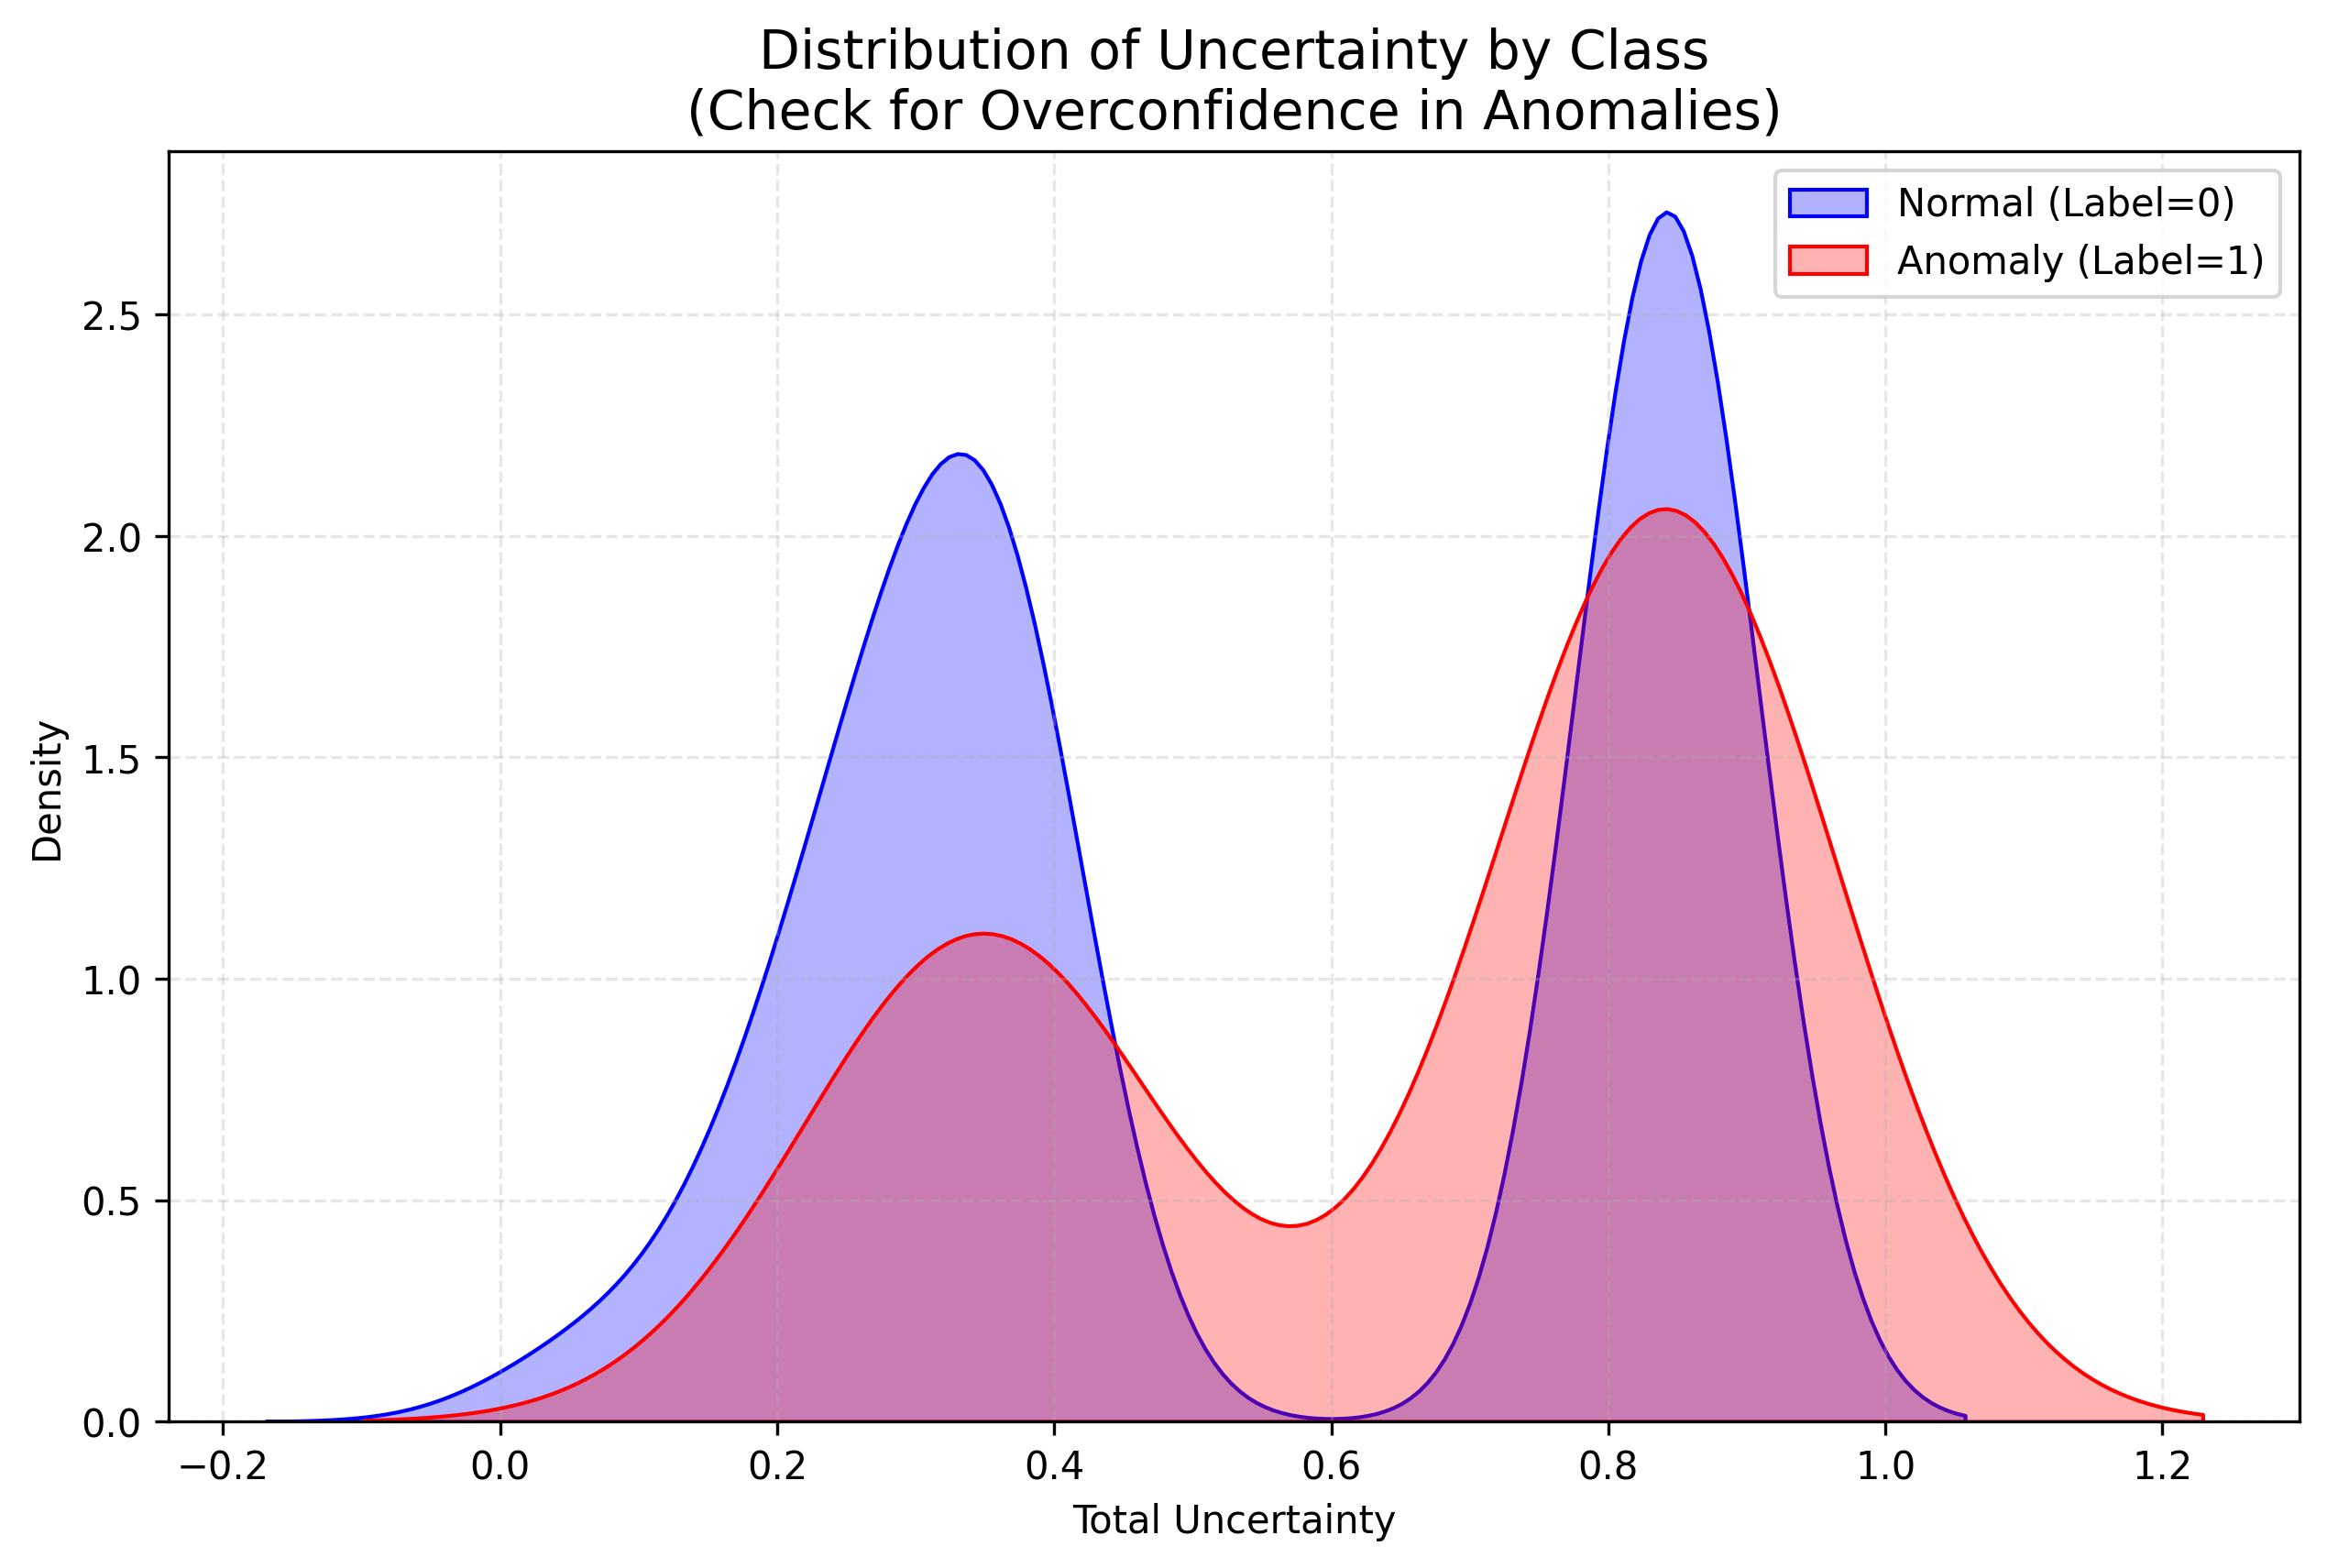 Distribution of Uncertainty by Class
(Check for Overconfidence in Anomalies)
Normal (Label=0)
Anomaly (Label=1)
2.5
2.0
1.5
1.0
0.5
0.0
Density
−0.2 0.0 0.2 0.4 0.6 0.8 1.0 1.2
Total Uncertainty